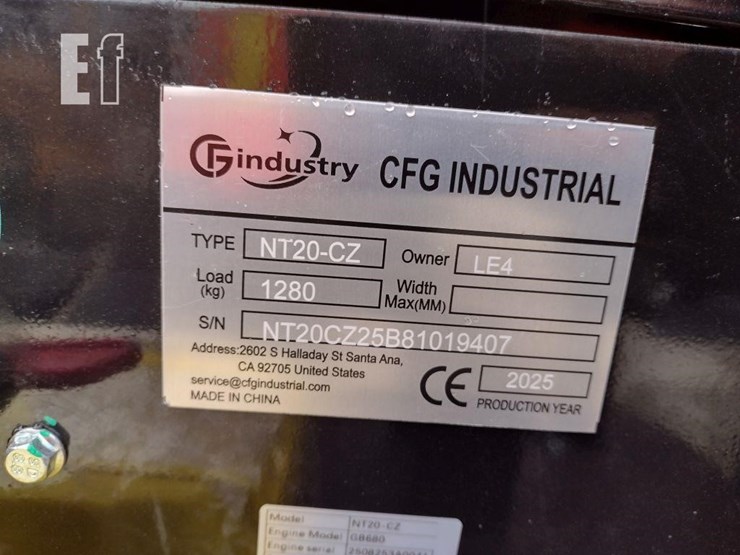 Ef
CFG industry CFG INDUSTRIAL
TYPE NT20-CZ Owner LE4
Load (kg) 1280 Width Max(MM)
S/N NT20CZ25B81019407
Address:2602 S Halladay St Santa Ana,
CA 92705 United States
service@cfgindustrial.com
MADE IN CHINA
CE 2025
PRODUCTION YEAR
Model NT20-CZ
Engine Model GB680
Engine serial